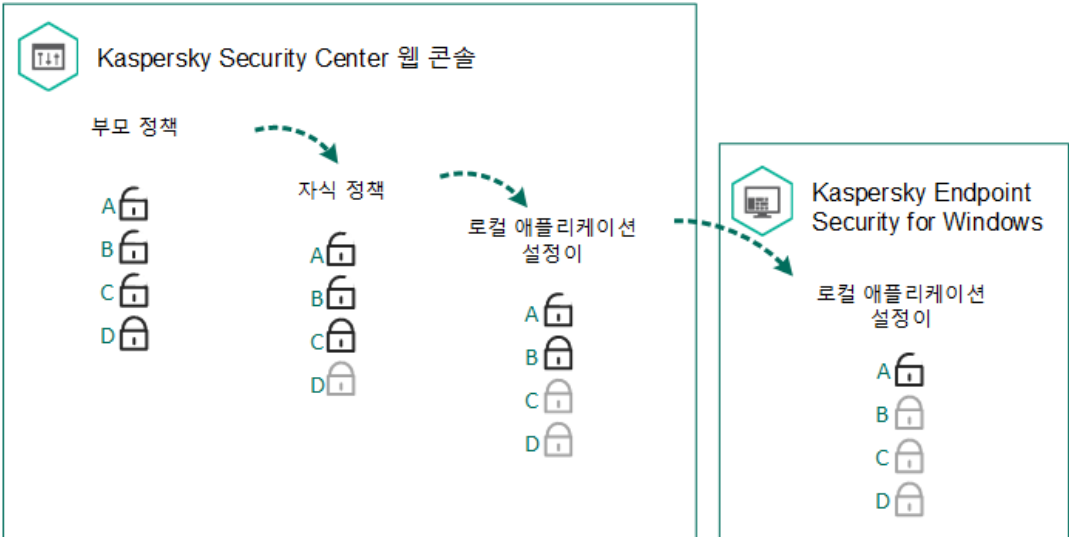 Kaspersky Security Center 웹 콘솔
부모 정책
A
B
C
D
자식 정책
A
B
C
D
로컬 애플리케이션
설정이
A
B
C
D
Kaspersky Endpoint
Security for Windows
로컬 애플리케이션
설정이
A
B
C
D